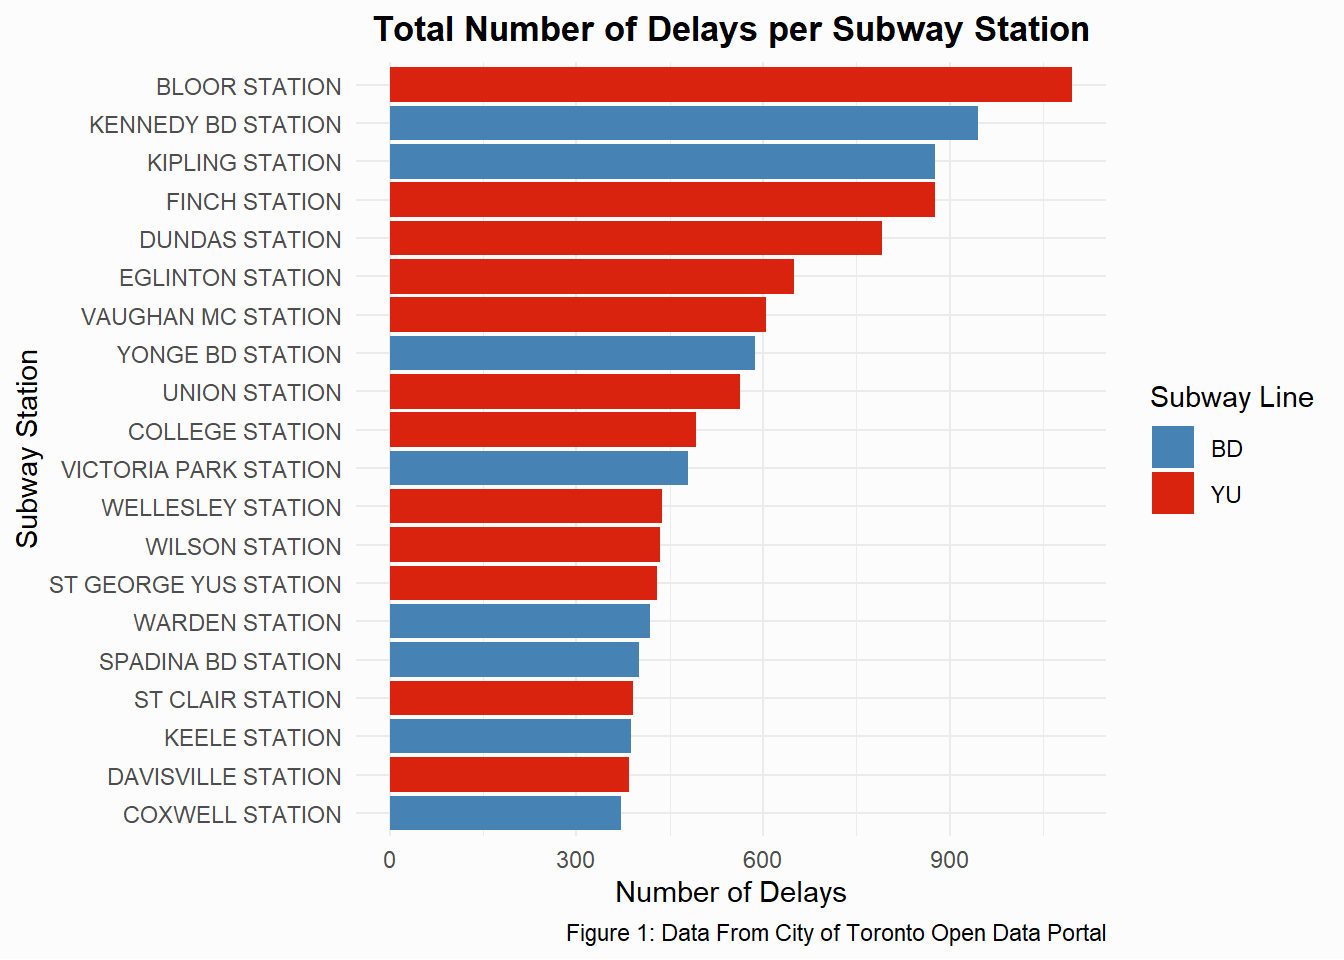 Total Number of Delays per Subway Station
BLOOR STATION
KENNEDY BD STATION
KIPLING STATION
FINCH STATION
DUNDAS STATION
EGLINTON STATION
VAUGHAN MC STATION
YONGE BD STATION
UNION STATION
COLLEGE STATION
VICTORIA PARK STATION
WELLESLEY STATION
WILSON STATION
ST GEORGE YUS STATION
WARDEN STATION
SPADINA BD STATION
ST CLAIR STATION
KEELE STATION
DAVISVILLE STATION
COXWELL STATION
Subway Station
0 300 600 900
Number of Delays
Subway Line
BD
YU
Figure 1: Data From City of Toronto Open Data Portal